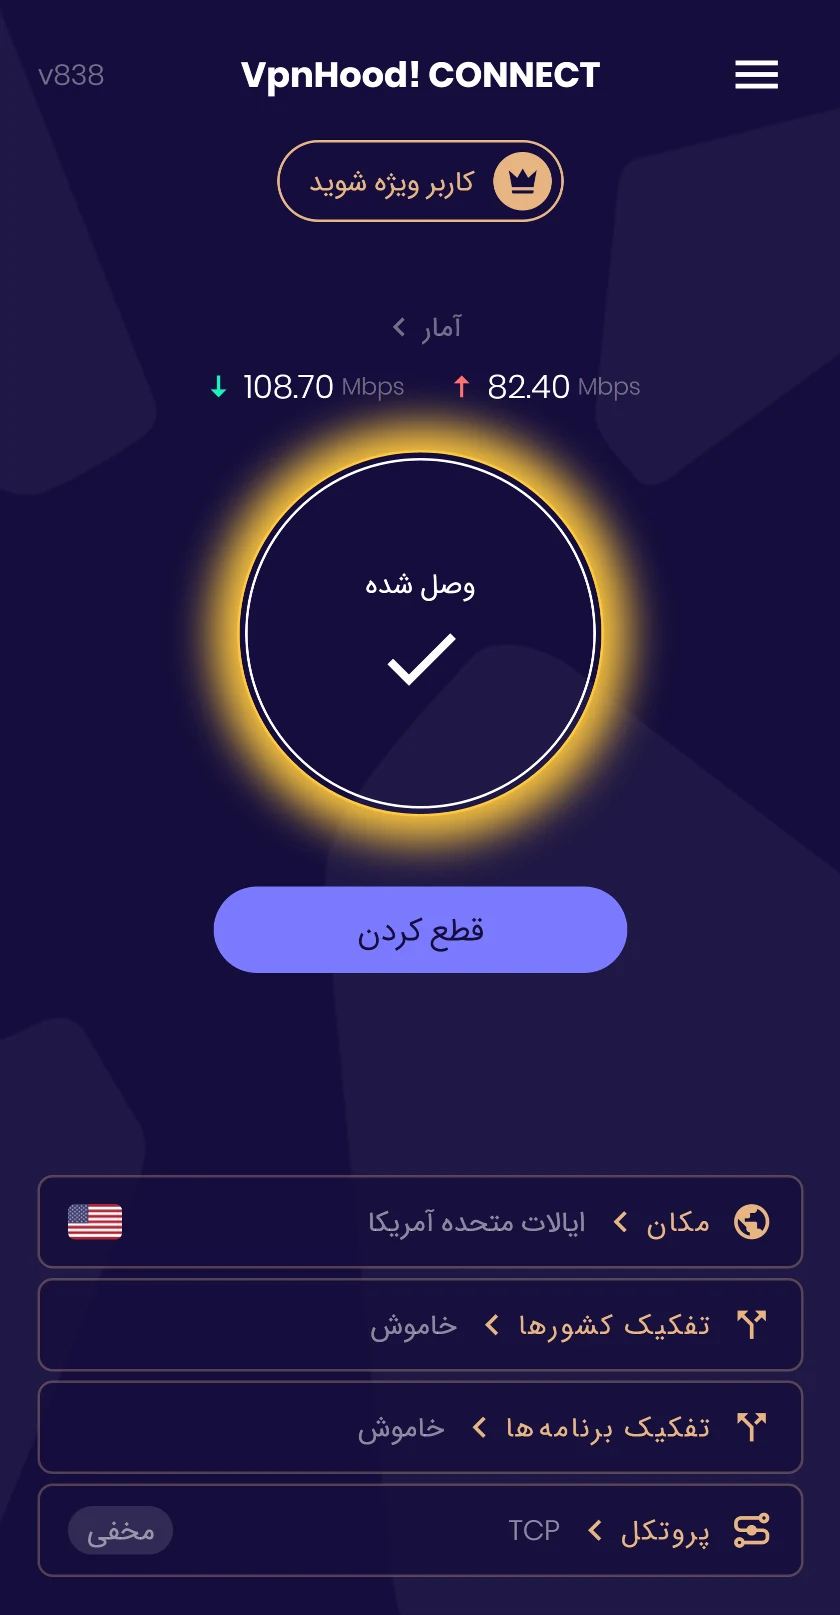 v838 VpnHood! CONNECT
کاربر ویژه شوید
آمار
108.70 Mbps 82.40 Mbps
وصل شده
قطع کردن
مکان ایالات متحده آمریکا
تفکیک کشورها خاموش
تفکیک برنامه ها خاموش
پروتکل TCP مخفی